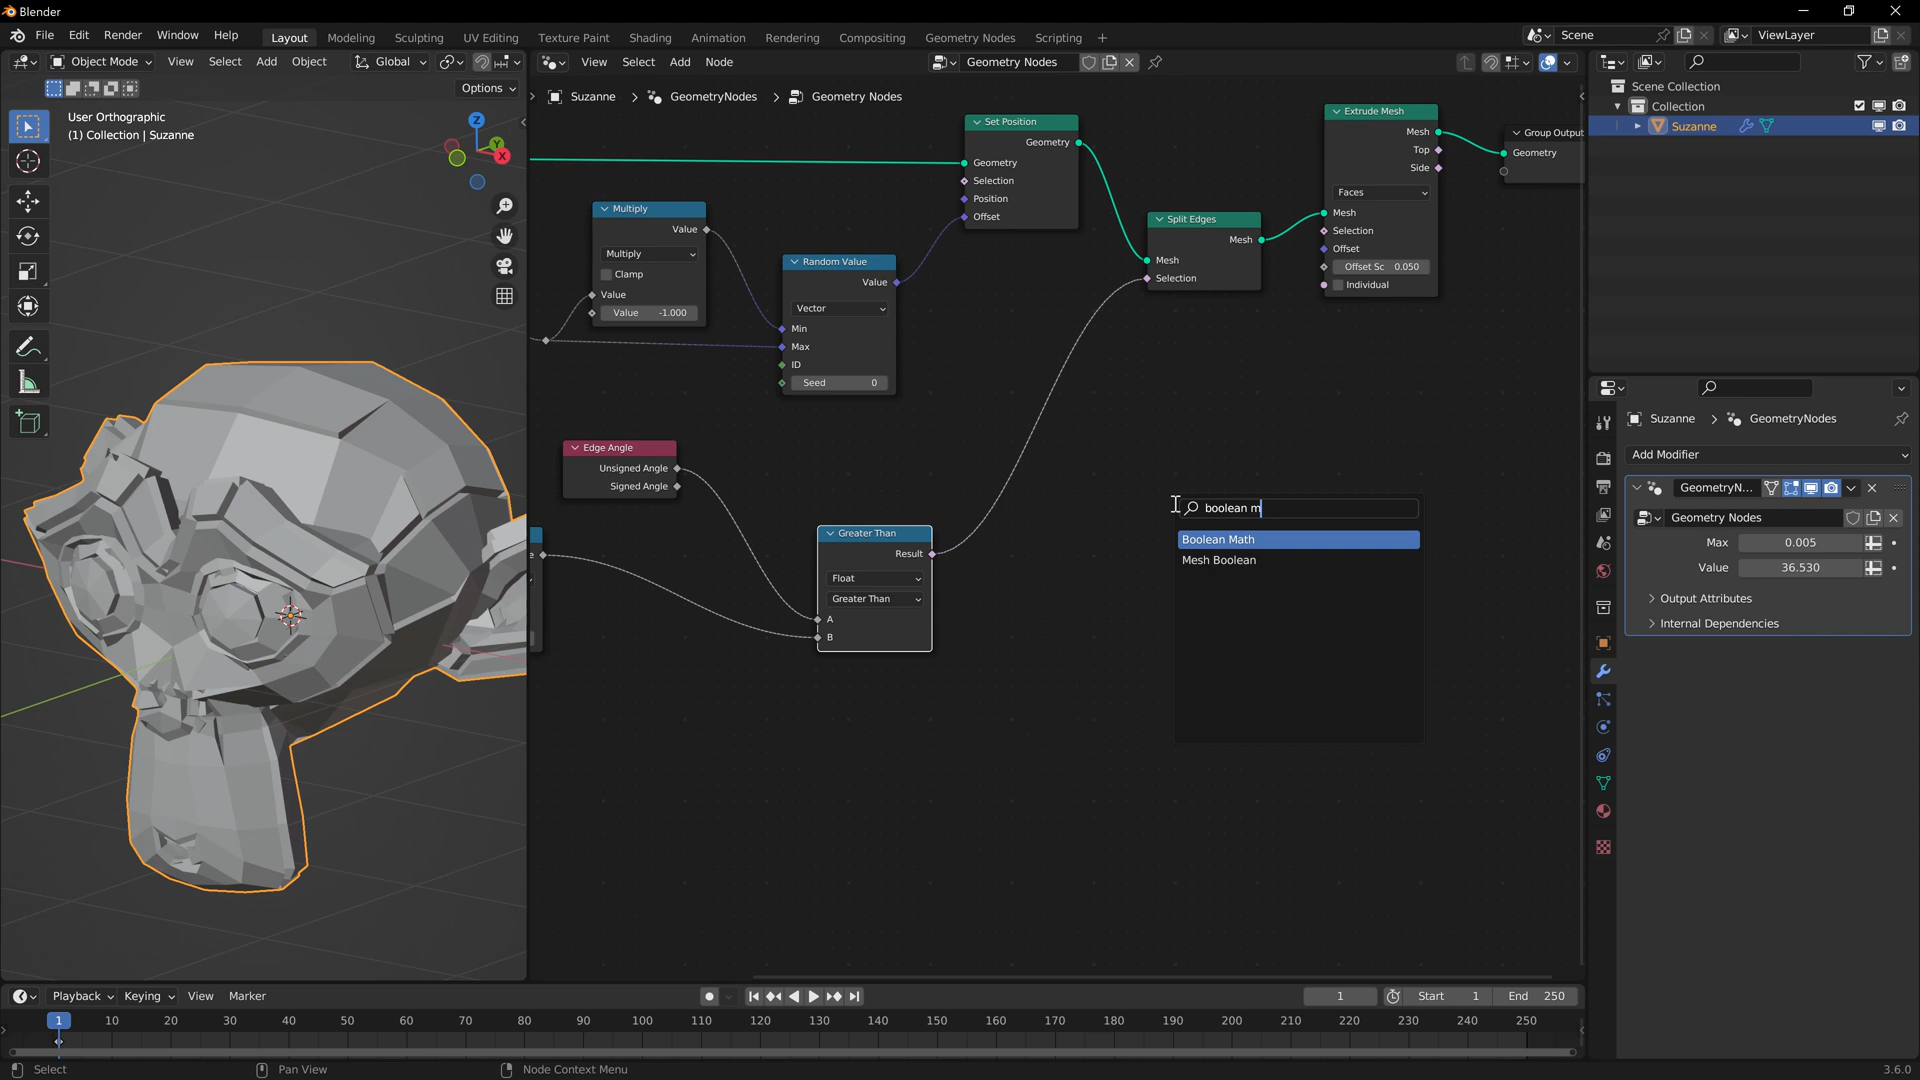 Blender
File Edit Render Window Help Layout Modeling Sculpting UV Editing Texture Paint Shading Animation Rendering Compositing Geometry Nodes Scripting + Scene ViewLayer
Object Mode View Select Add Object Global
View Select Add Node Geometry Nodes
Options
Suzanne > GeometryNodes > Geometry Nodes
User Orthographic
(1) Collection | Suzanne
Z
Y
X
Scene Collection
Collection
Suzanne
Set Position
Geometry
Geometry
Selection
Position
Offset
Extrude Mesh
Mesh
Top
Side
Faces
Mesh
Selection
Offset
Offset Sc 0.050
Individual
Group Output
Geometry
Multiply
Value
Multiply
Clamp
Value
Value -1.000
Random Value
Value
Vector
Min
Max
ID
Seed 0
Split Edges
Mesh
Mesh
Selection
Edge Angle
Unsigned Angle
Signed Angle
e
Greater Than
Result
Float
Greater Than
A
B
boolean m
Boolean Math
Mesh Boolean
Suzanne > GeometryNodes
Add Modifier
GeometryN...
Geometry Nodes
Max 0.005
Value 36.530
Output Attributes
Internal Dependencies
Playback Keying View Marker
1 Start 1 End 250
1 10 20 30 40 50 60 70 80 90 100 110 120 130 140 150 160 170 180 190 200 210 220 230 240 250
Select Pan View Node Context Menu 3.6.0